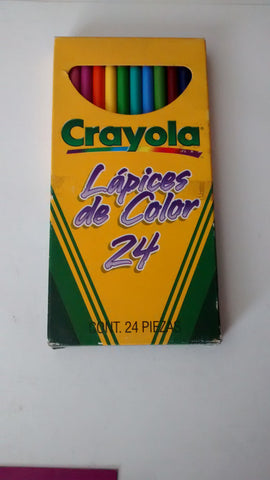 Crayola
Lápices
de Color
24
CONT. 24 PIEZAS